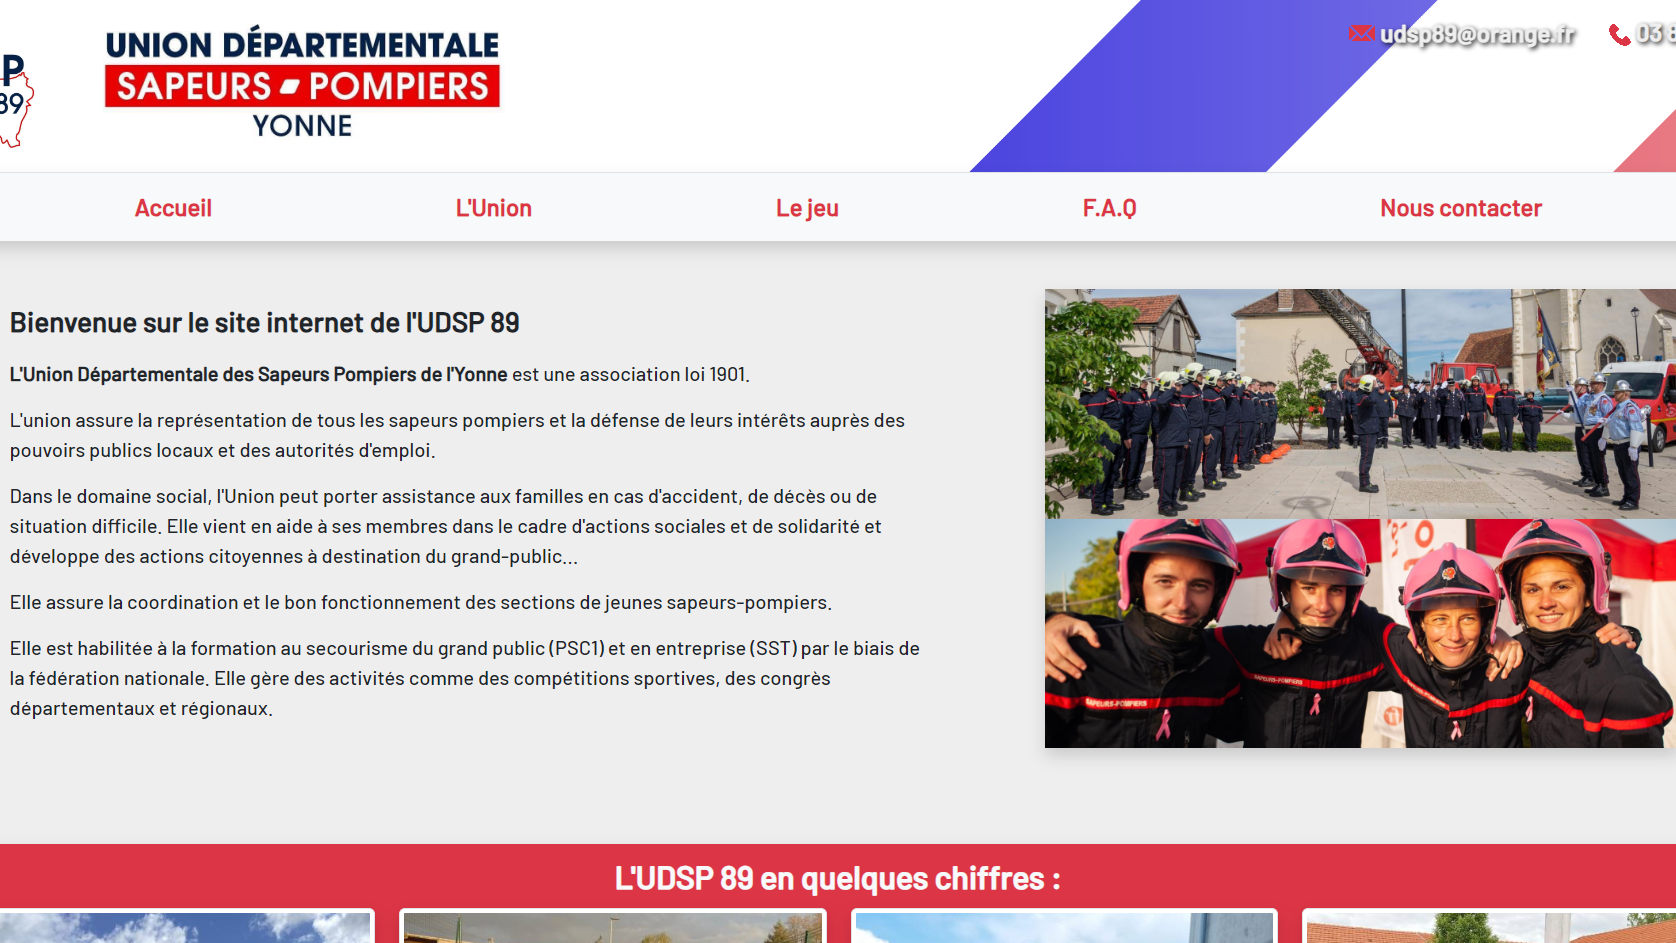 P
89
UNION DÉPARTEMENTALE
SAPEURS - POMPIERS
YONNE
udsp89@orange.fr
03 8
Accueil
L'Union
Le jeu
F.A.Q
Nous contacter
Bienvenue sur le site internet de l'UDSP 89
L'Union Départementale des Sapeurs Pompiers de l'Yonne est une association loi 1901.
L'union assure la représentation de tous les sapeurs pompiers et la défense de leurs intérêts auprès des
pouvoirs publics locaux et des autorités d'emploi.
Dans le domaine social, l'Union peut porter assistance aux familles en cas d'accident, de décès ou de
situation difficile. Elle vient en aide à ses membres dans le cadre d'actions sociales et de solidarité et
développe des actions citoyennes à destination du grand-public...
Elle assure la coordination et le bon fonctionnement des sections de jeunes sapeurs-pompiers.
Elle est habilitée à la formation au secourisme du grand public (PSC1) et en entreprise (SST) par le biais de
la fédération nationale. Elle gère des activités comme des compétitions sportives, des congrès
départementaux et régionaux.
SAPEURS-POMPIERS
SAPEURS-POMPIERS
L'UDSP 89 en quelques chiffres :